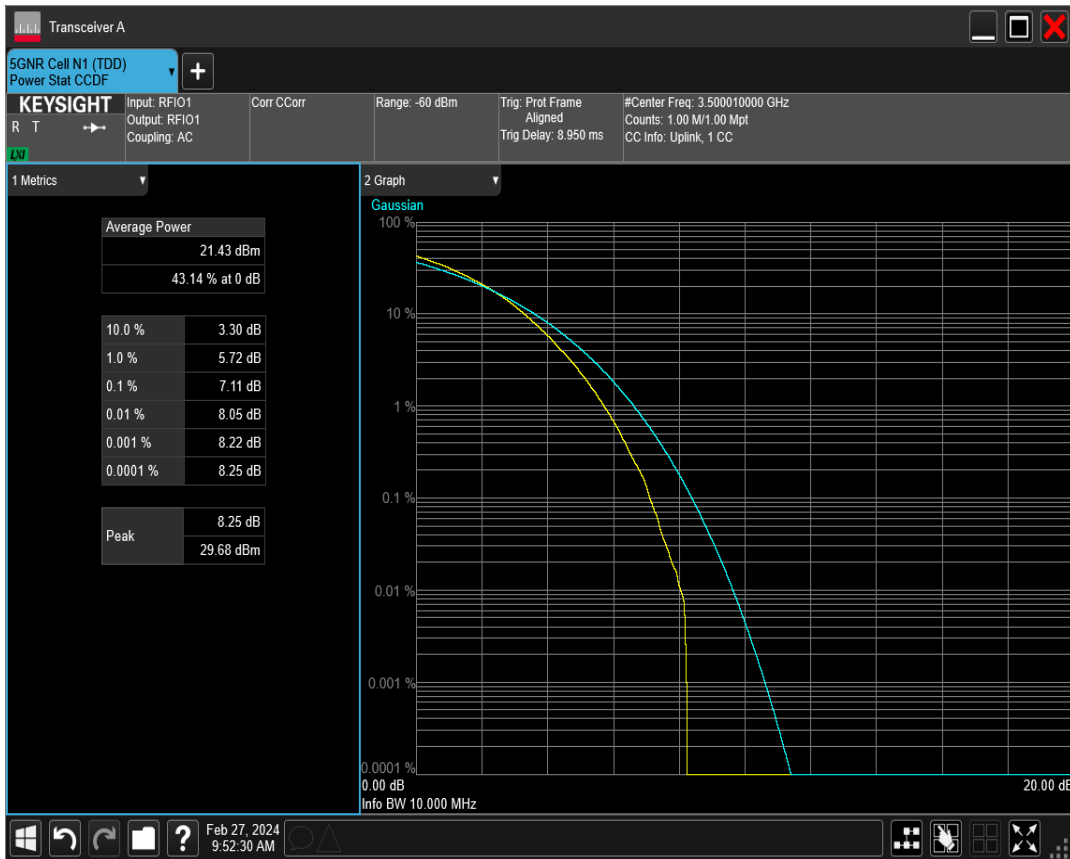 Transceiver A
5GNR Cell N1 (TDD)
Power Stat CCDF
KEYSIGHT
R T
LXI
Input: RFIO1
Output: RFIO1
Coupling: AC
Corr CCorr
Range: -60 dBm
Trig: Prot Frame
Aligned
Trig Delay: 8.950 ms
#Center Freq: 3.500010000 GHz
Counts: 1.00 M/1.00 Mpt
CC Info: Uplink, 1 CC
1 Metrics
Average Power
21.43 dBm
43.14 % at 0 dB
10.0 % 3.30 dB
1.0 % 5.72 dB
0.1 % 7.11 dB
0.01 % 8.05 dB
0.001 % 8.22 dB
0.0001 % 8.25 dB
Peak 8.25 dB
29.68 dBm
2 Graph
Gaussian
100 %
10 %
1 %
0.1 %
0.01 %
0.001 %
0.0001 %
0.00 dB 20.00 dB
Info BW 10.000 MHz
?
Feb 27, 2024
9:52:30 AM